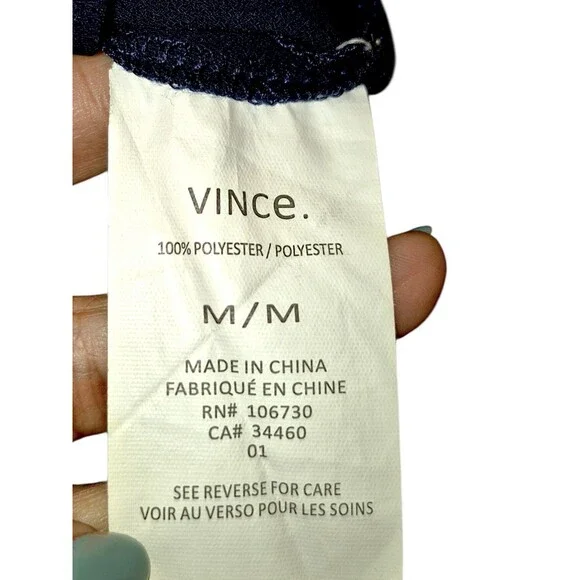 VINCe.
100% POLYESTER / POLYESTER
M/M
MADE IN CHINA
FABRIQUÉ EN CHINE
RN# 106730
CA# 34460
01
SEE REVERSE FOR CARE
VOIR AU VERSO POUR LES SOINS